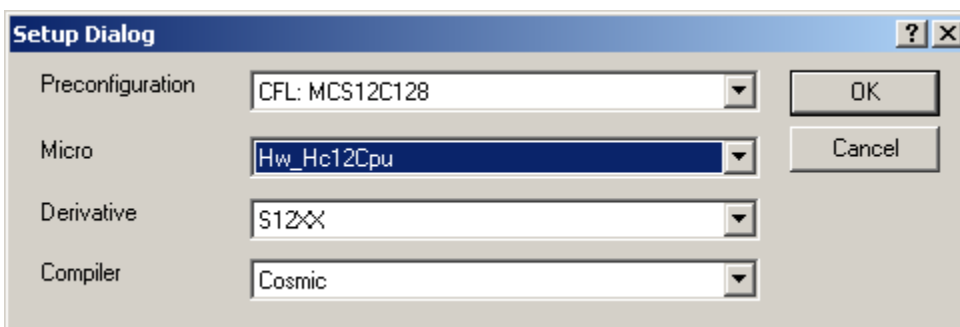 Setup Dialog
Preconfiguration CFL: MCS12C128 OK
Micro Hw_Hc12Cpu Cancel
Derivative S12XX
Compiler Cosmic